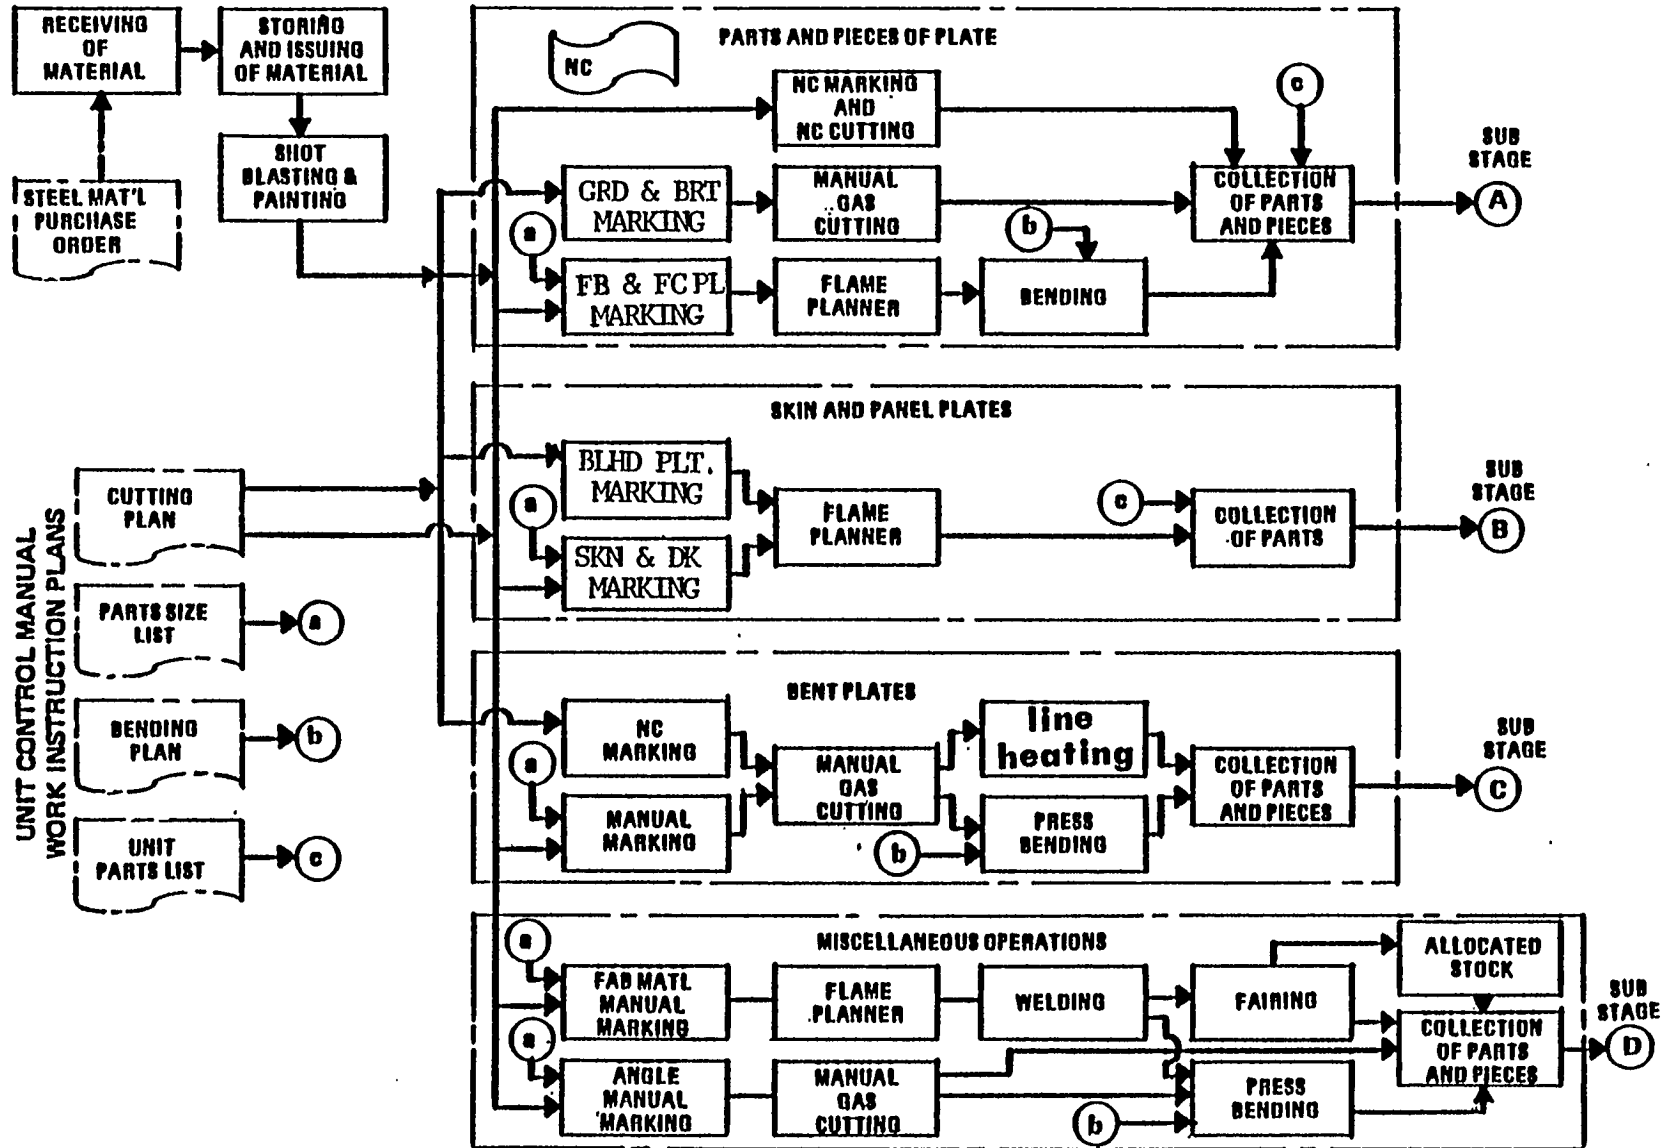 RECEIVING
OF
MATERIAL
STORING
AND ISSUING
OF MATERIAL
STEEL MAT'L
PURCHASE
ORDER
SHOT
BLASTING &
PAINTING
UNIT CONTROL MANUAL
WORK INSTRUCTION PLANS
CUTTING
PLAN
PARTS SIZE
LIST
a
BENDING
PLAN
b
UNIT
PARTS LIST
c
PARTS AND PIECES OF PLATE
NC
NC MARKING
AND
NC CUTTING
c
GRD & BRT
MARKING
MANUAL
GAS
CUTTING
COLLECTION
OF PARTS
AND PIECES
SUB
STAGE
A
a
b
FB & FC PL
MARKING
FLAME
PLANNER
BENDING
SKIN AND PANEL PLATES
BLHD PLT.
MARKING
a
SKN & DK
MARKING
FLAME
PLANNER
c
COLLECTION
OF PARTS
SUB
STAGE
B
BENT PLATES
NC
MARKING
a
MANUAL
MARKING
MANUAL
GAS
CUTTING
line
heating
b
PRESS
BENDING
COLLECTION
OF PARTS
AND PIECES
SUB
STAGE
C
MISCELLANEOUS OPERATIONS
a
FAB MATL
MANUAL
MARKING
FLAME
PLANNER
WELDING
FAIRING
ALLOCATED
STOCK
a
ANGLE
MANUAL
MARKING
MANUAL
GAS
CUTTING
b
PRESS
BENDING
COLLECTION
OF PARTS
AND PIECES
SUB
STAGE
D